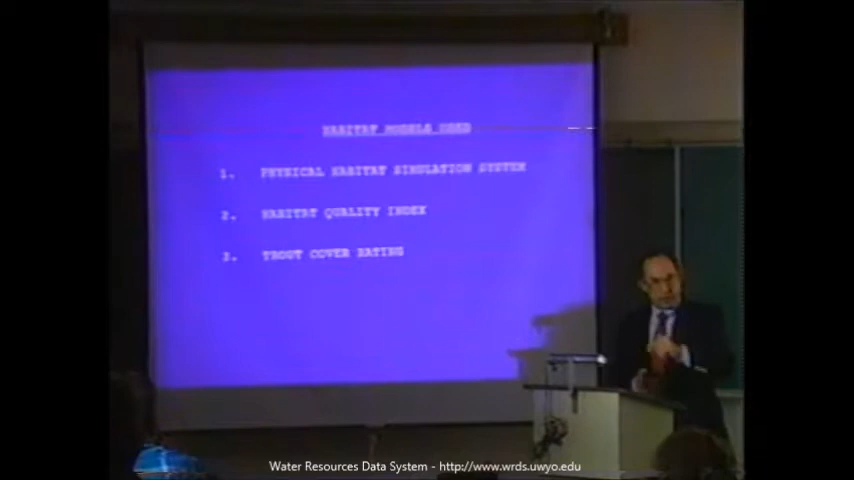 HABITAT MODELS USED
1. PHYSICAL HABITAT SIMULATION SYSTEM
2. HABITAT QUALITY INDEX
3. TROUT COVER RATING
Water Resources Data System - http://www.wrds.uwyo.edu